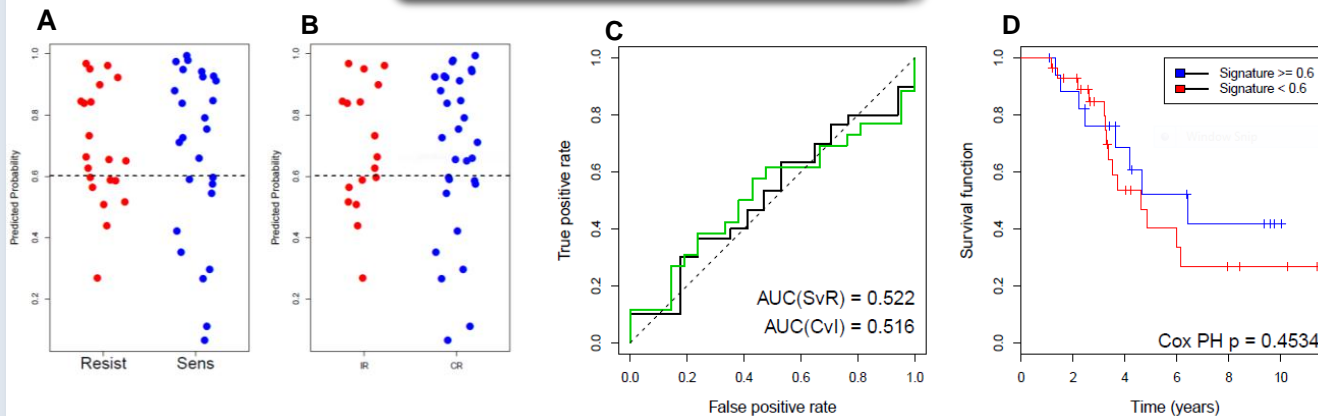 A
Predicted Probability
1.0
0.8
0.6
0.4
0.2
Resist
Sens
B
Predicted Probability
1.0
0.8
0.6
0.4
0.2
IR
CR
C
True positive rate
1.0
0.8
0.6
0.4
0.2
0.0
AUC(SvR) = 0.522
AUC(CvI) = 0.516
0.0 0.2 0.4 0.6 0.8 1.0
False positive rate
D
Survival function
1.0
0.8
0.6
0.4
0.2
0.0
Signature >= 0.6
Signature < 0.6
Window Snip
Cox PH p = 0.4534
0 2 4 6 8 10
Time (years)